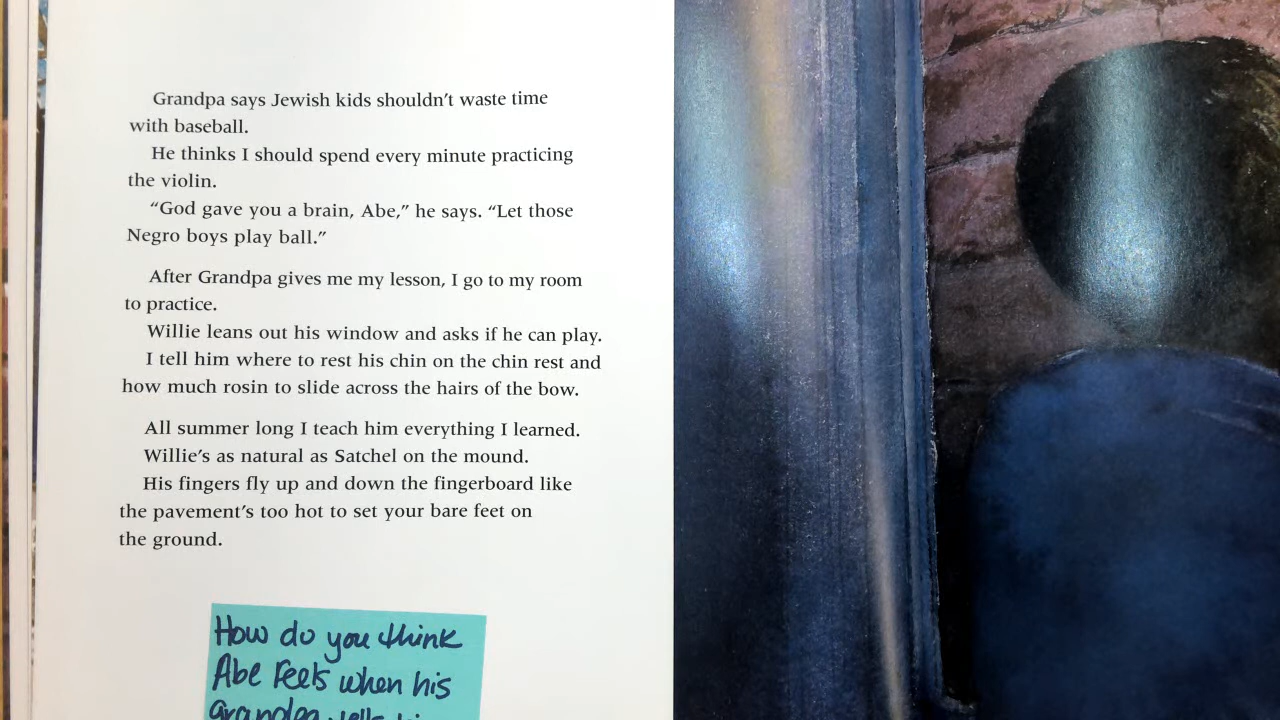 Grandpa says Jewish kids shouldn't waste time
with baseball.
He thinks I should spend every minute practicing
the violin.
“God gave you a brain, Abe,” he says. “Let those
Negro boys play ball.”
After Grandpa gives me my lesson, I go to my room
to practice.
Willie leans out his window and asks if he can play.
I tell him where to rest his chin on the chin rest and
how much rosin to slide across the hairs of the bow.
All summer long I teach him everything I learned.
Willie's as natural as Satchel on the mound.
His fingers fly up and down the fingerboard like
the pavement's too hot to set your bare feet on
the ground.
How do you think
Abe feels when his
grandpa tells